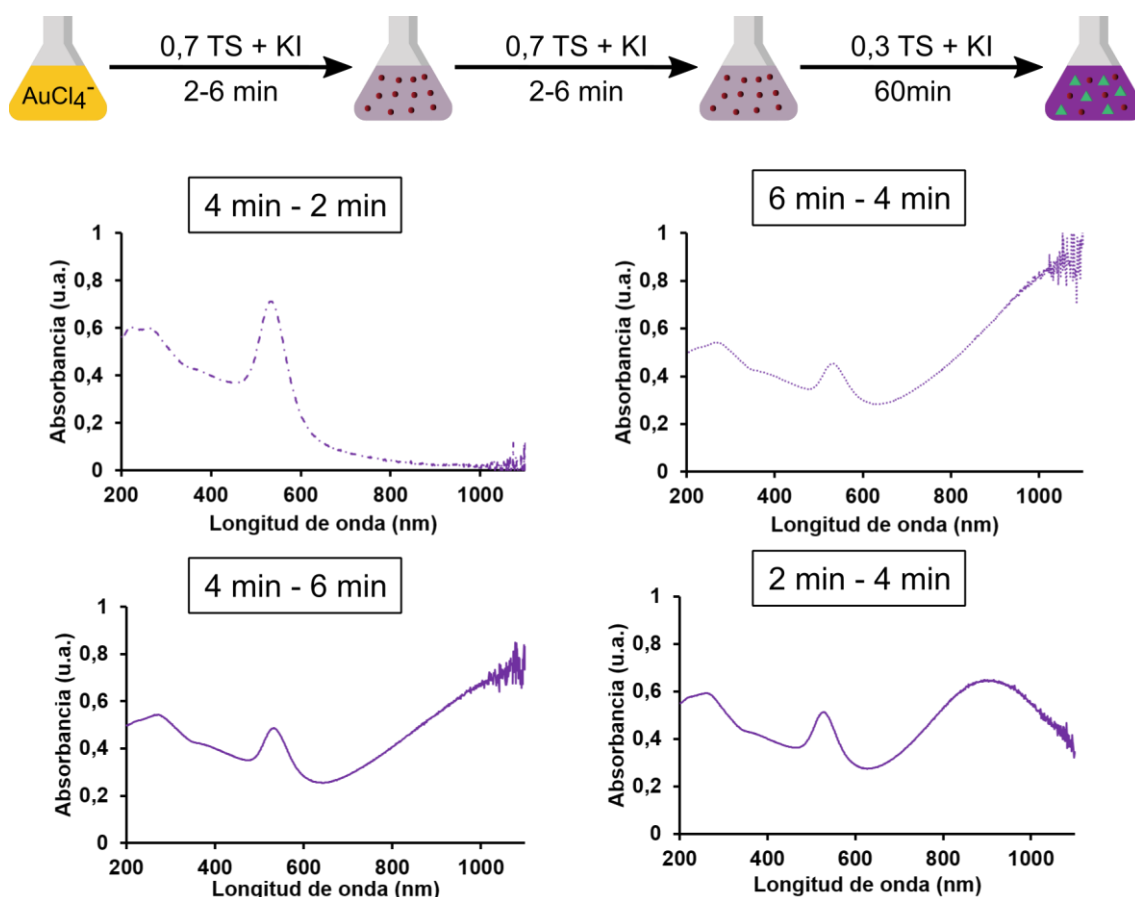 0,7 TS + KI
0,7 TS + KI
0,3 TS + KI
AuCl4-
2-6 min
2-6 min
60min
4 min - 2 min
Absorbancia (u.a.)
1
0,8
0,6
0,4
0,2
0
200 400 600 800 1000
Longitud de onda (nm)
6 min - 4 min
Absorbancia (u.a.)
1
0,8
0,6
0,4
0,2
0
200 400 600 800 1000
Longitud de onda (nm)
4 min - 6 min
Absorbancia (u.a.)
1
0,8
0,6
0,4
0,2
0
200 400 600 800 1000
Longitud de onda (nm)
2 min - 4 min
Absorbancia (u.a.)
1
0,8
0,6
0,4
0,2
0
200 400 600 800 1000
Longitud de onda (nm)